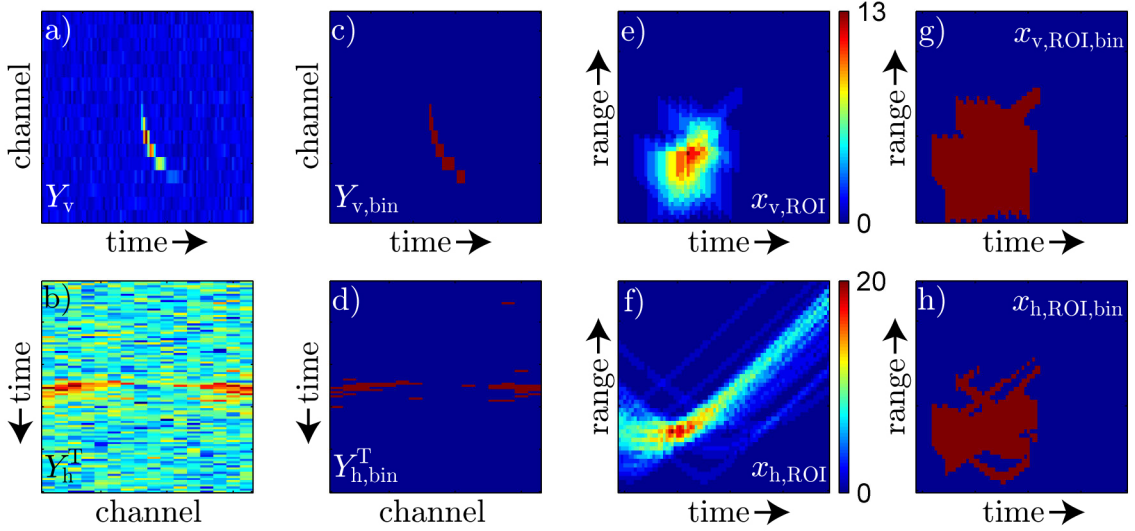 a)
channel
Y_v
time →
c)
channel
Y_v,bin
time →
e)
range →
x_v,ROI
time →
13
0
g)
x_v,ROI,bin
range →
time →
b)
← time
Y_h^T
channel
d)
← time
Y_h,bin^T
channel
f)
range →
x_h,ROI
time →
20
0
h)
x_h,ROI,bin
range →
time →